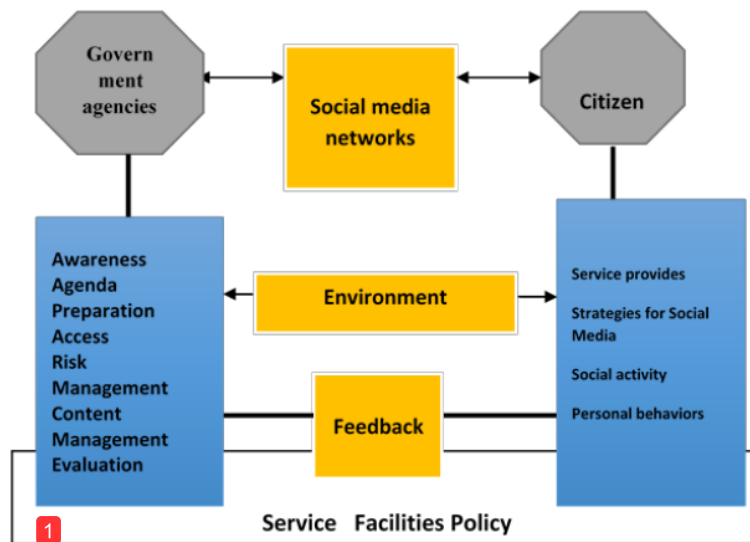 Govern
ment
agencies
Social media
networks
Citizen
Awareness
Agenda
Preparation
Access
Risk
Management
Content
Management
Evaluation
Environment
Service provides
Strategies for Social
Media
Social activity
Personal behaviors
Feedback
1
Service Facilities Policy